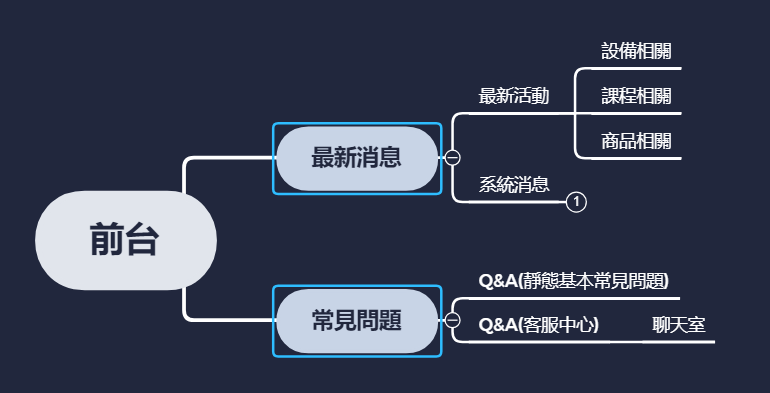 前台
最新消息
最新活動
設備相關
課程相關
商品相關
系統消息
1
常見問題
Q&A(靜態基本常見問題)
Q&A(客服中心)
聊天室